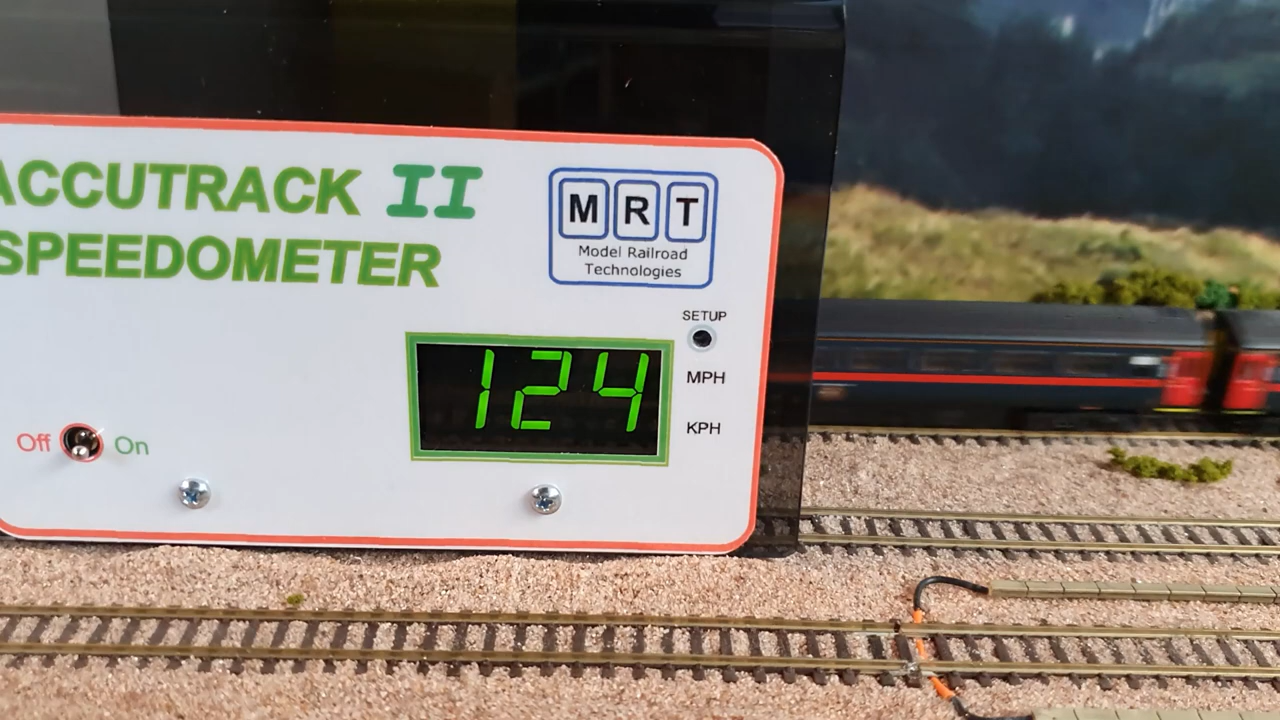 ACCUTRACK II
SPEEDOMETER
MRT
Model Railroad
Technologies
SETUP
124
MPH
KPH
Off On